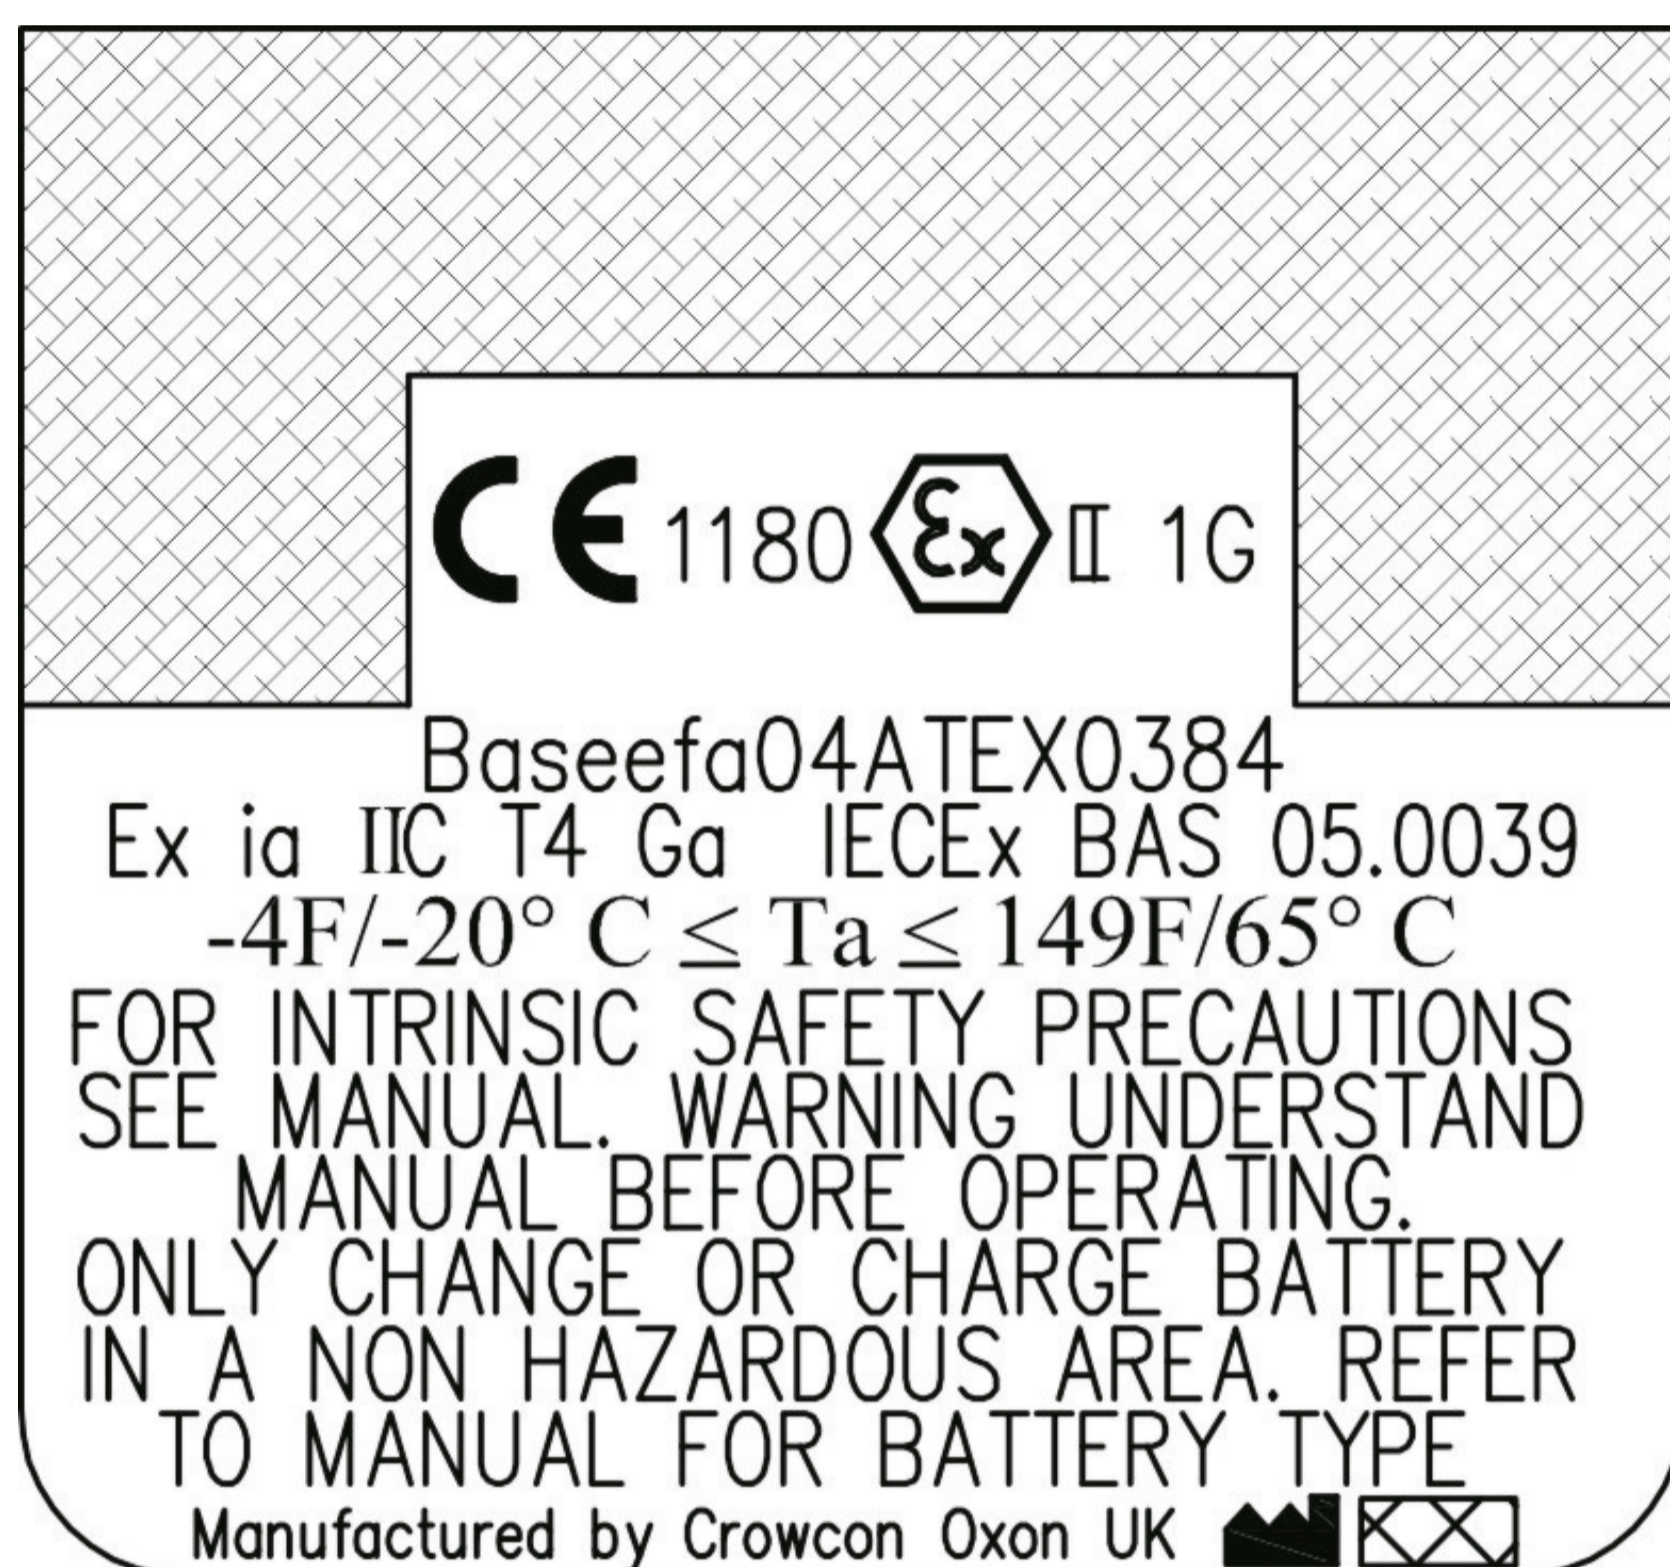 CE 1180 Ex II 1G
Baseefa04ATEX0384
Ex ia IIC T4 Ga IECEx BAS 05.0039
-4F/-20° C ≤ Ta ≤ 149F/65° C
FOR INTRINSIC SAFETY PRECAUTIONS
SEE MANUAL. WARNING UNDERSTAND
MANUAL BEFORE OPERATING.
ONLY CHANGE OR CHARGE BATTERY
IN A NON HAZARDOUS AREA. REFER
TO MANUAL FOR BATTERY TYPE
Manufactured by Crowcon Oxon UK